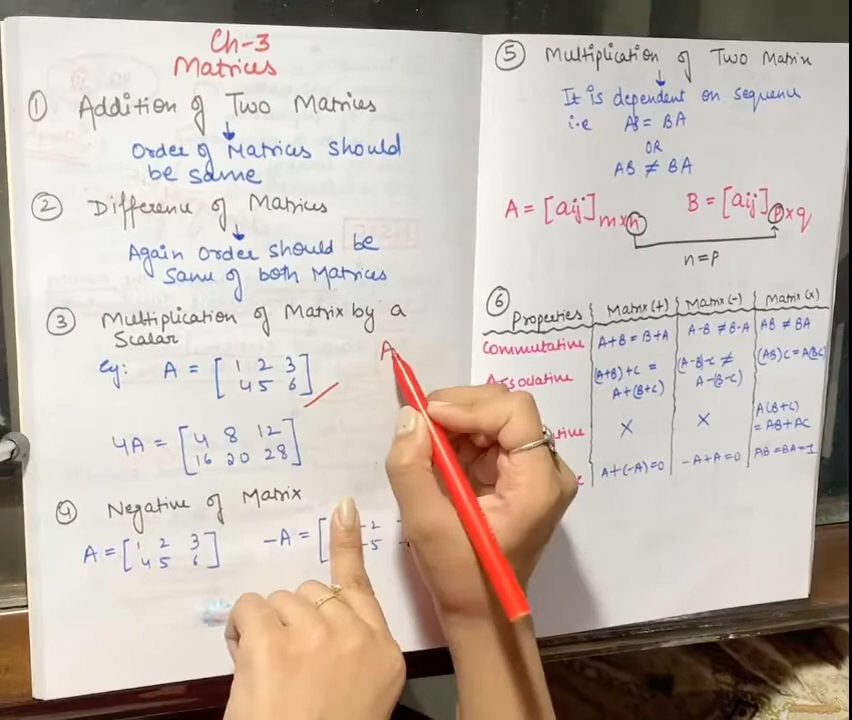 Ch-3
Matrices
① Addition of Two Matrices
↓
Order of Matrices should
be same
② Difference of Matrices
↓
Again order should be
same of both Matrices
③ Multiplication of Matrix by a
Scalar
eg: A = [ 1 2 3
4 5 6 ]
4A = [ 4 8 12
16 20 28 ]
④ Negative of Matrix
A = [ 1 2 3
4 5 6 ]
-A = [ -2
-5
A
⑤ Multiplication of Two Matrix
↓
It is dependent on sequence
i.e AB = BA
OR
AB ≠ BA
A = [aij] m×n B = [aij] p×q
n=p
⑥ Properties Matrix(+) Matrix(-) Matrix(x)
Commutative A+B = B+A A-B ≠ B-A AB ≠ BA
Associative (A+B)+C = A+(B+C) (A-B)-C ≠ A-(B-C) (AB)C = A(BC)
tive × × A(B+C) = AB+AC
e A+(-A)=0 -A+A=0 AB=BA=I